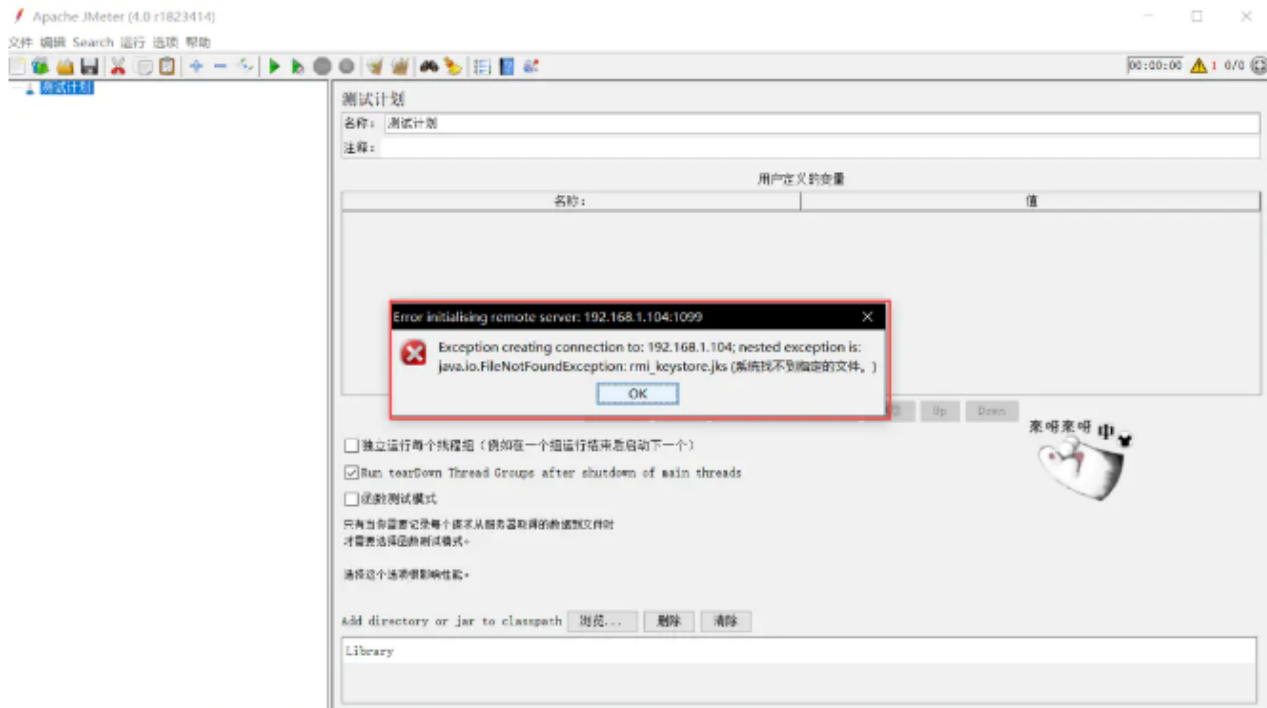 Apache JMeter (4.0 r1823414)
文件 编辑 Search 运行 选项 帮助
00:00:00 1 0/0
测试计划
测试计划
名称： 测试计划
注释：
用户定义的变量
名称： 值
Error initialising remote server: 192.168.1.104:1099
Exception creating connection to: 192.168.1.104; nested exception is:
java.io.FileNotFoundException: rmi_keystore.jks (系统找不到指定的文件。)
OK
Up Down
来呀来呀 中
独立运行每个线程组（例如在一个组运行结束后启动下一个）
Run tearDown Thread Groups after shutdown of main threads
函数测试模式
只有当你需要记录每个请求从服务器取得的数据到文件时
才需要选择函数测试模式。
选择这个选项很影响性能。
Add directory or jar to classpath 浏览... 删除 清除
Library